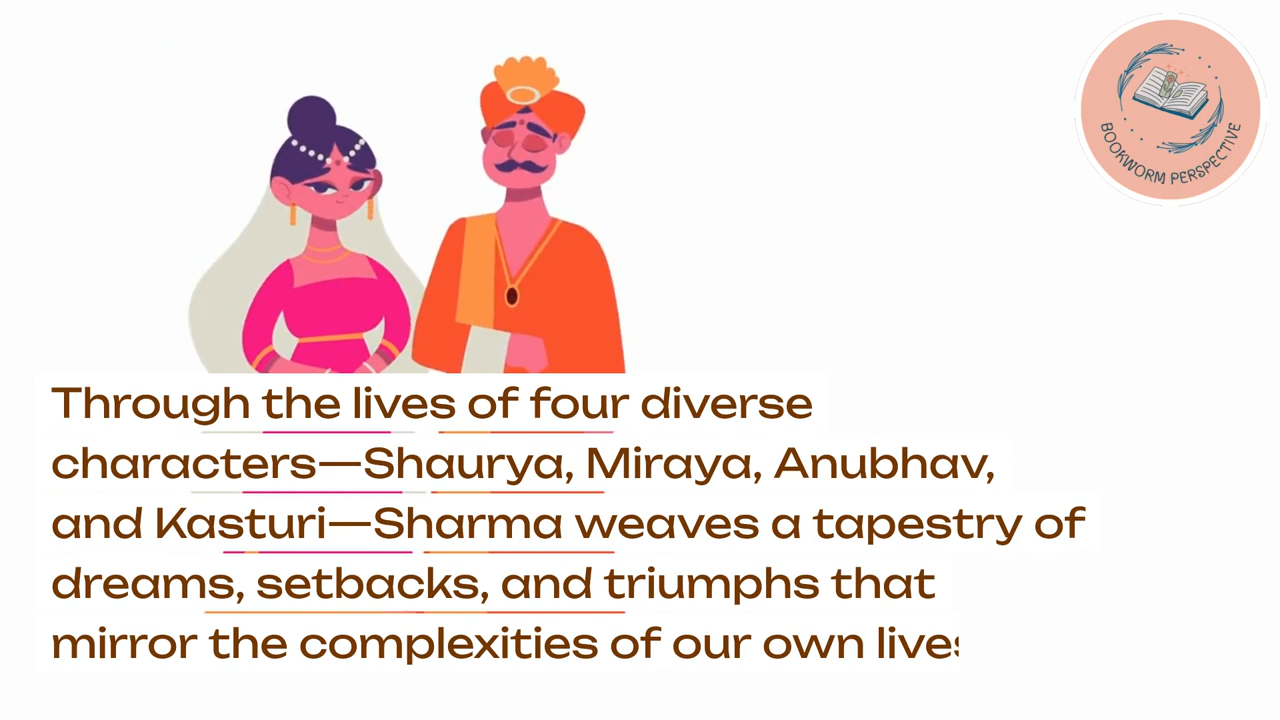 BOOKWORM PERSPECTIVE
Through the lives of four diverse
characters—Shaurya, Miraya, Anubhav,
and Kasturi—Sharma weaves a tapestry of
dreams, setbacks, and triumphs that
mirror the complexities of our own lives